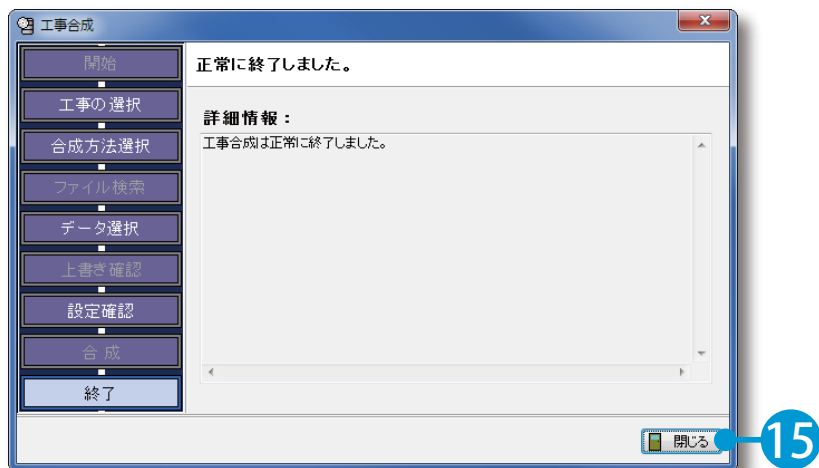 工事合成
開始
工事の選択
合成方法選択
ファイル検索
データ選択
上書き確認
設定確認
合 成
終了
正常に終了しました。
詳細情報：
工事合成は正常に終了しました。
閉じる
15